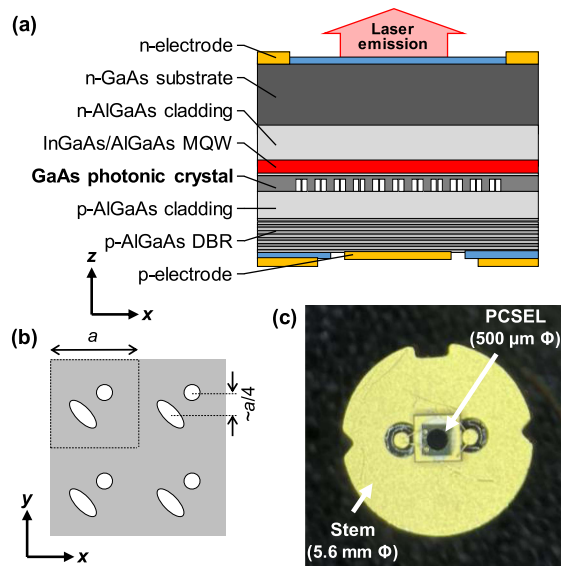 (a)
Laser
emission
n-electrode
n-GaAs substrate
n-AlGaAs cladding
InGaAs/AlGaAs MQW
GaAs photonic crystal
p-AlGaAs cladding
p-AlGaAs DBR
p-electrode
z
x
(b)
a
~a/4
y
x
(c)
PCSEL
(500 μm Φ)
Stem
(5.6 mm Φ)